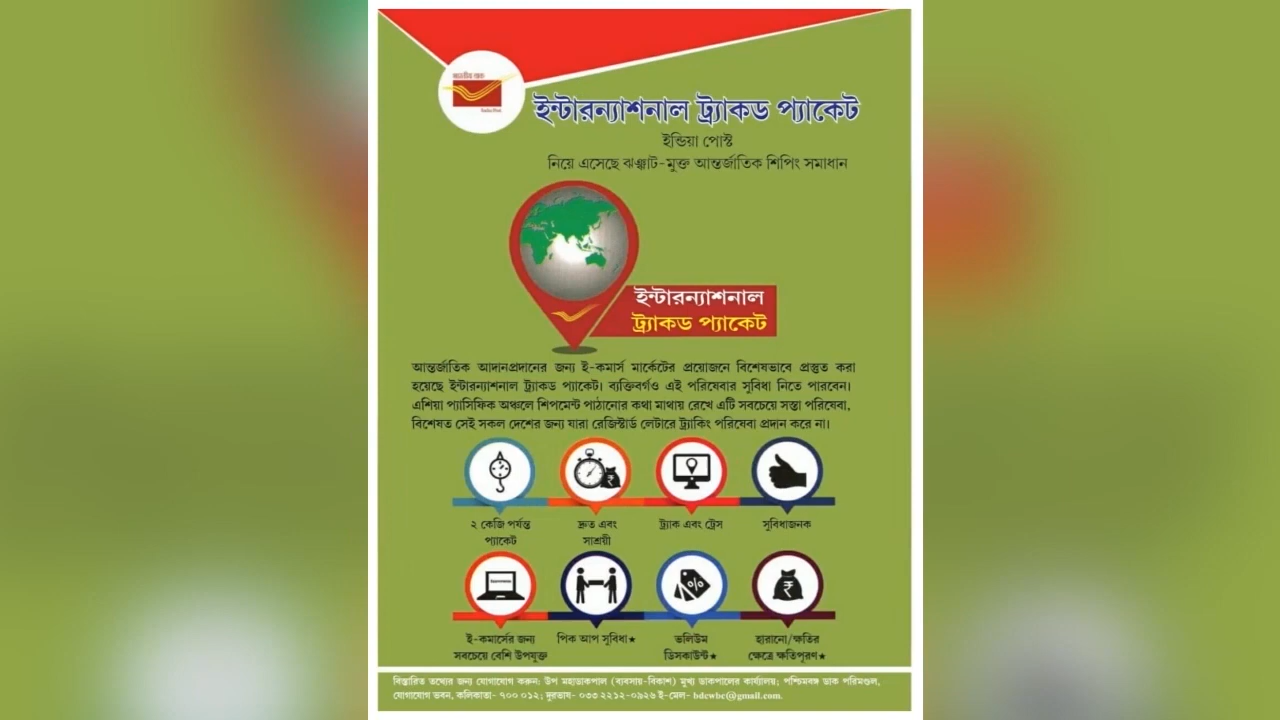 भारतीय डाक
India Post
ইন্টারন্যাশনাল ট্র্যাকড প্যাকেট
ইন্ডিয়া পোস্ট
নিয়ে এসেছে ঝঞ্ঝাট-মুক্ত আন্তর্জাতিক শিপিং সমাধান
ইন্টারন্যাশনাল
ট্র্যাকড প্যাকেট
আন্তর্জাতিক আদানপ্রদানের জন্য ই-কমার্স মার্কেটের প্রয়োজনে বিশেষভাবে প্রস্তুত করা
হয়েছে ইন্টারন্যাশনাল ট্র্যাকড প্যাকেট। ব্যক্তিবর্গও এই পরিষেবার সুবিধা নিতে পারবেন।
এশিয়া প্যাসিফিক অঞ্চলে শিপমেন্ট পাঠানোর কথা মাথায় রেখে এটি সবচেয়ে সস্তা পরিষেবা,
বিশেষত সেই সকল দেশের জন্য যারা রেজিস্টার্ড লেটারে ট্র্যাকিং পরিষেবা প্রদান করে না।
২ কেজি পর্যন্ত
প্যাকেট
দ্রুত এবং
সাশ্রয়ী
ট্র্যাক এবং ট্রেস
সুবিধাজনক
ই-কমার্সের জন্য
সবচেয়ে বেশি উপযুক্ত
পিক আপ সুবিধা★
ভলিউম
ডিসকাউন্ট★
হারানো/ক্ষতির
ক্ষেত্রে ক্ষতিপূরণ★
বিস্তারিত তথ্যের জন্য যোগাযোগ করুন: উপ মহাডাকপাল (ব্যবসায়-বিকাশ) মুখ্য ডাকপালের কার্য্যালয়; পশ্চিমবঙ্গ ডাক পরিমণ্ডল,
যোগাযোগ ভবন, কলিকাতা- ৭০০ ০১২; দুরভাষ- ০৩৩ ২২১২-০৯২৬ ই-মেল- bdcwbc@gmail.com.